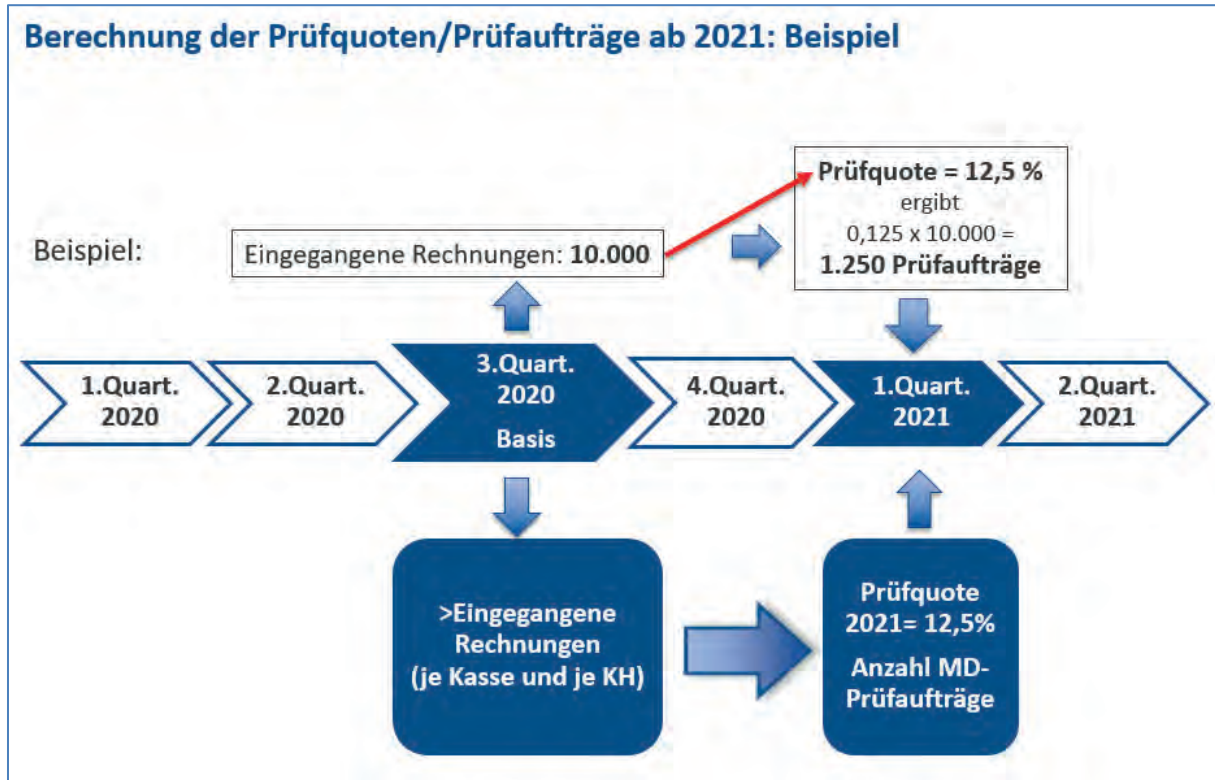 Berechnung der Prüfquoten/Prüfaufträge ab 2021: Beispiel
Prüfquote = 12,5 %
ergibt
0,125 x 10.000 =
1.250 Prüfaufträge
Beispiel:
Eingegangene Rechnungen: 10.000
1.Quart.
2020
2.Quart.
2020
3.Quart.
2020
Basis
4.Quart.
2020
1.Quart.
2021
2.Quart.
2021
>Eingegangene
Rechnungen
(je Kasse und je KH)
Prüfquote
2021= 12,5%
Anzahl MD-
Prüfaufträge